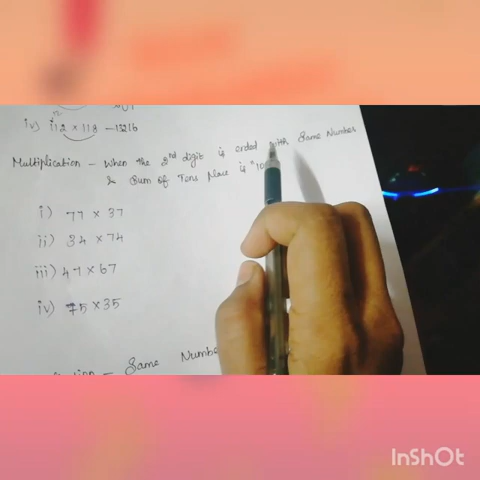 iv) 112 × 118 – 13216
Multiplication – When the 2nd digit is ended with Same Number
& Sum of Tens place is "10
i) 77 × 37
ii) 34 × 74
iii) 47 × 67
iv) 75 × 35
Same Numbe
InShOt